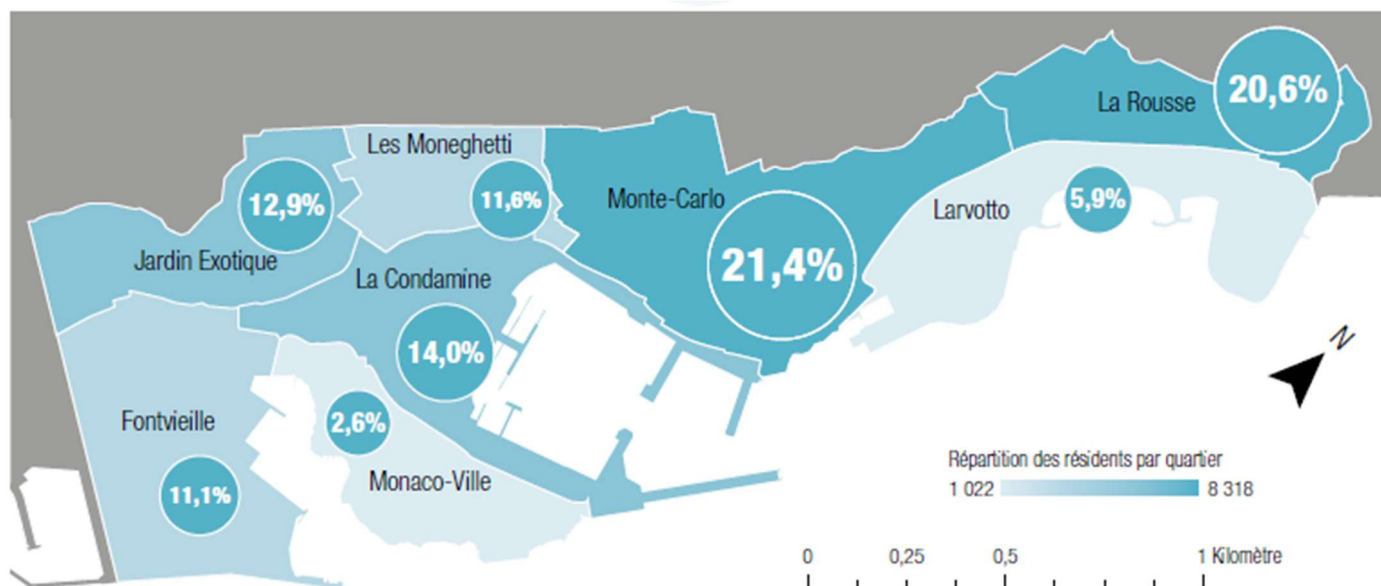 La Rousse
20,6%
Les Moneghetti
11,6%
12,9%
Jardin Exotique
Monte-Carlo
21,4%
Larvotto
5,9%
La Condamine
14,0%
Fontvieille
11,1%
2,6%
Monaco-Ville
N
Répartition des résidents par quartier
1 022 8 318
0 0,25 0,5 1 Kilomètre